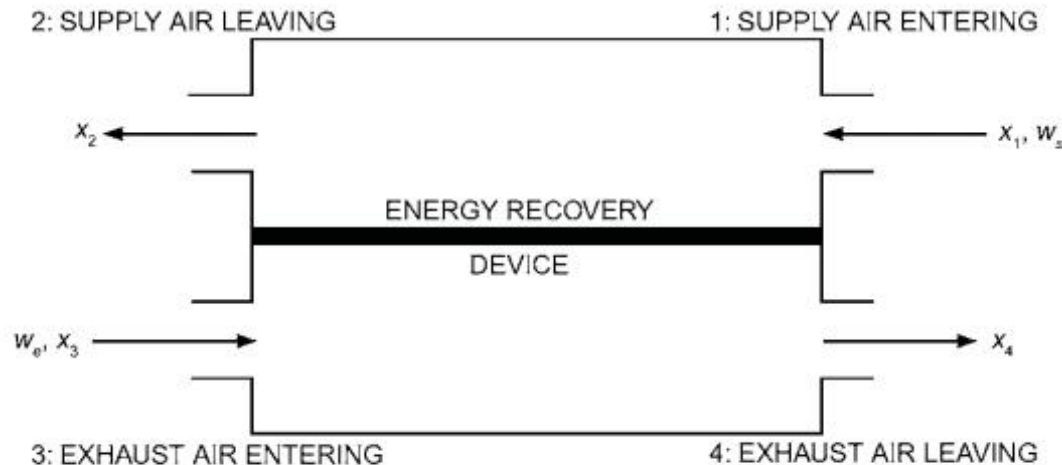 2: SUPPLY AIR LEAVING 1: SUPPLY AIR ENTERING
x₂ x₁, wₛ
ENERGY RECOVERY
DEVICE
wₑ, x₃ x₄
3: EXHAUST AIR ENTERING 4: EXHAUST AIR LEAVING